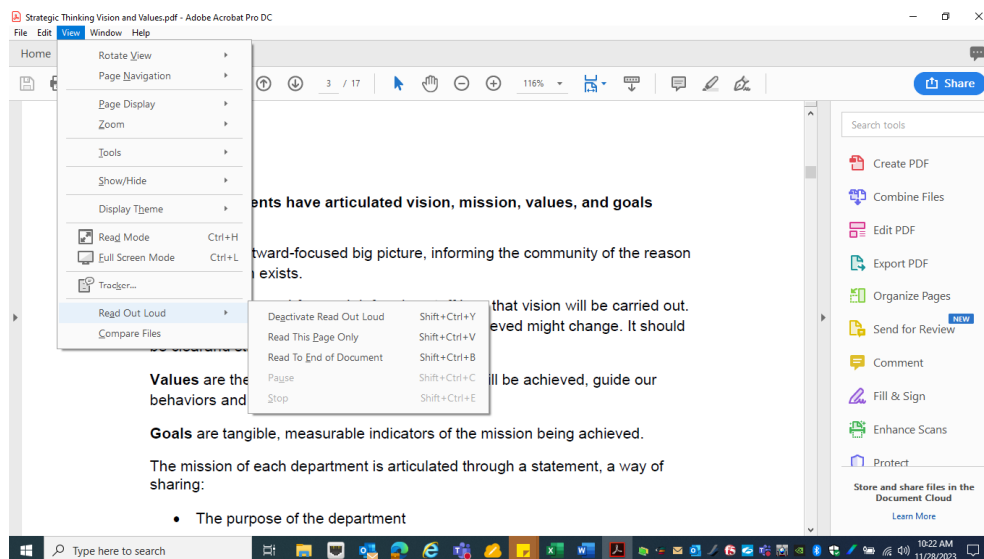 Strategic Thinking Vision and Values.pdf - Adobe Acrobat Pro DC
File Edit View Window Help
Home
Rotate View
Page Navigation
Page Display
Zoom
Tools
Show/Hide
Display Theme
Read Mode Ctrl+H
Full Screen Mode Ctrl+L
Tracker...
Read Out Loud
Compare Files
Deactivate Read Out Loud Shift+Ctrl+Y
Read This Page Only Shift+Ctrl+V
Read To End of Document Shift+Ctrl+B
Pause Shift+Ctrl+C
Stop Shift+Ctrl+E
3 / 17
116%
Share
ents have articulated vision, mission, values, and goals
tward-focused big picture, informing the community of the reason
exists.
that vision will be carried out.
eved might change. It should
Values are the
ll be achieved, guide our
behaviors and
Goals are tangible, measurable indicators of the mission being achieved.
The mission of each department is articulated through a statement, a way of
sharing:
• The purpose of the department
Search tools
Create PDF
Combine Files
Edit PDF
Export PDF
Organize Pages
NEW
Send for Review
Comment
Fill & Sign
Enhance Scans
Protect
Store and share files in the
Document Cloud
Learn More
Type here to search
10:22 AM
11/28/2023